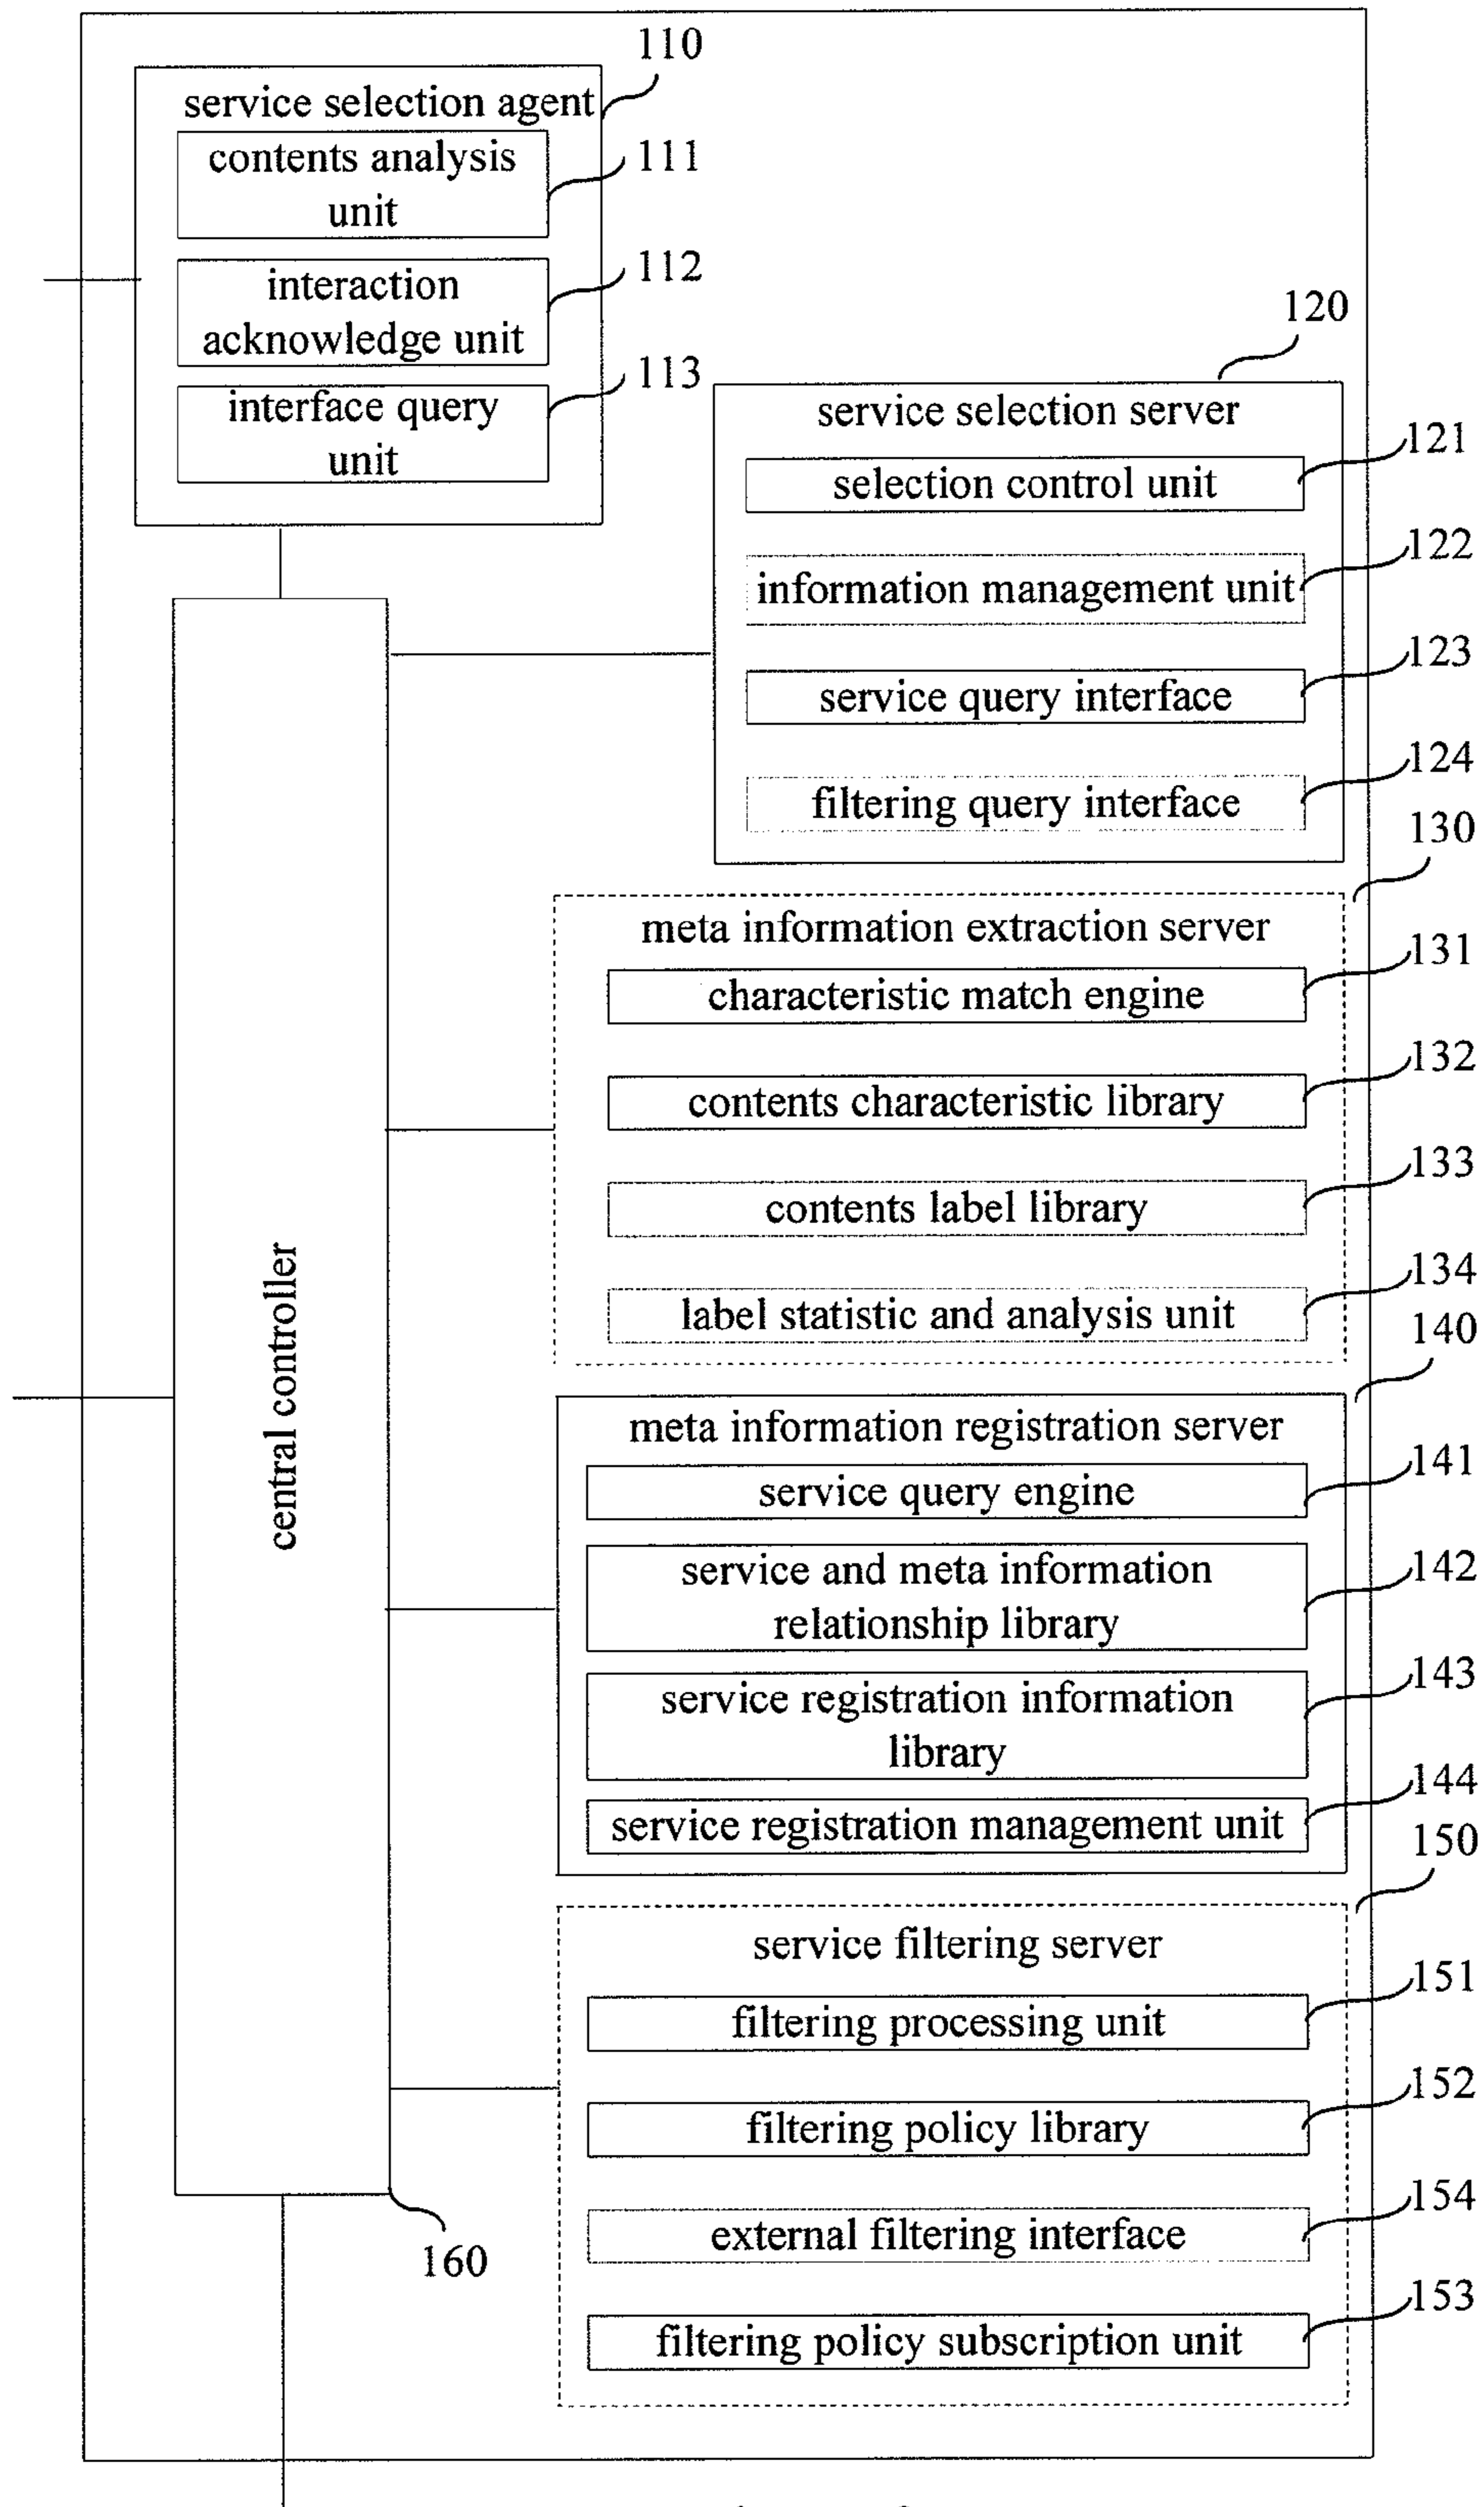 110
service selection agent
contents analysis
unit
111
interaction
acknowledge unit
112
interface query
unit
113
120
service selection server
selection control unit
121
information management unit
122
service query interface
123
filtering query interface
124
130
meta information extraction server
characteristic match engine
131
contents characteristic library
132
contents label library
133
label statistic and analysis unit
134
central controller
140
meta information registration server
service query engine
141
service and meta information
relationship library
142
service registration information
library
143
service registration management unit
144
150
service filtering server
filtering processing unit
151
filtering policy library
152
external filtering interface
154
160
filtering policy subscription unit
153